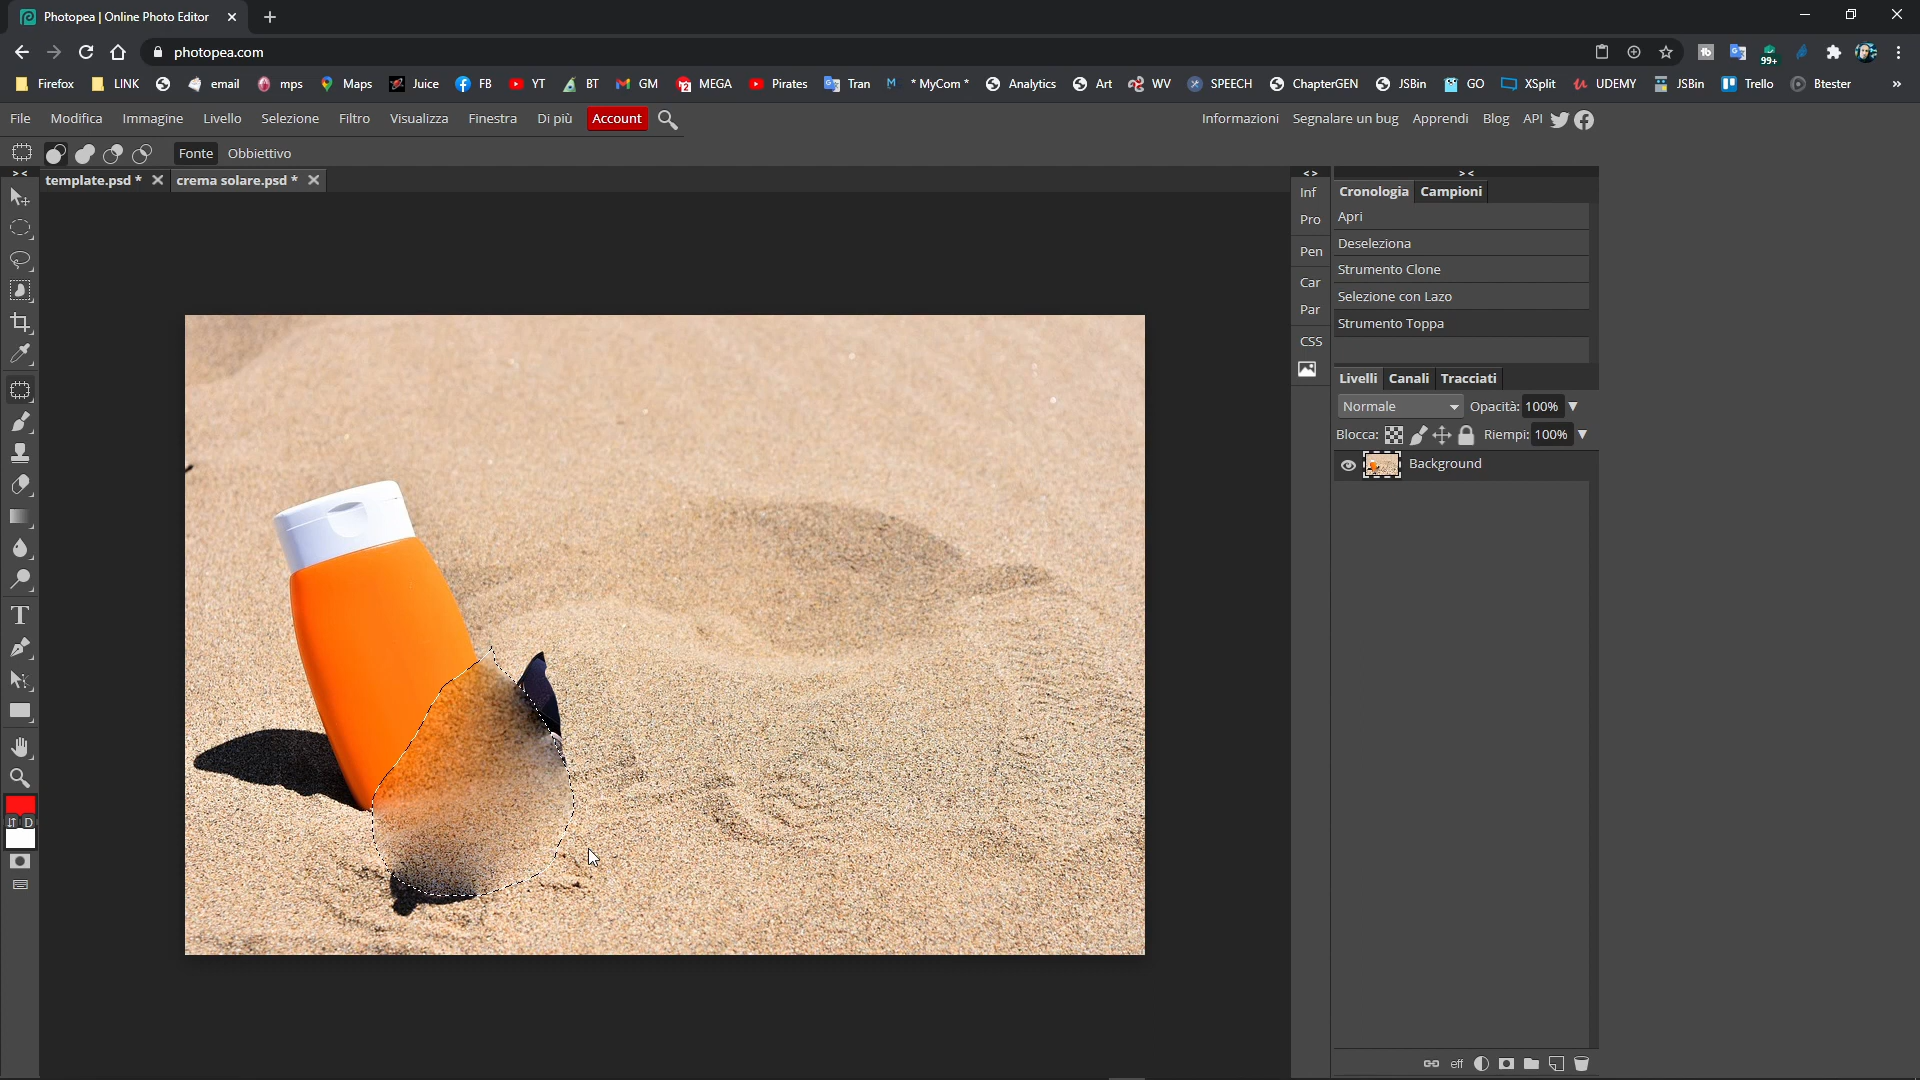 Photopea | Online Photo Editor
photopea.com
99+
Firefox LINK email mps Maps Juice FB YT BT GM MEGA Pirates Tran * MyCom * Analytics Art WV SPEECH ChapterGEN JSBin GO XSplit UDEMY JSBin Trello Btester »
File Modifica Immagine Livello Selezione Filtro Visualizza Finestra Di più Account Informazioni Segnalare un bug Apprendi Blog API
Fonte Obbiettivo
template.psd * crema solare.psd *
Inf
Pro
Pen
Car
Par
CSS
Cronologia Campioni
Apri
Deseleziona
Strumento Clone
Selezione con Lazo
Strumento Toppa
Livelli Canali Tracciati
Normale Opacità: 100%
Blocca: Riempi: 100%
Background
T
D
eff